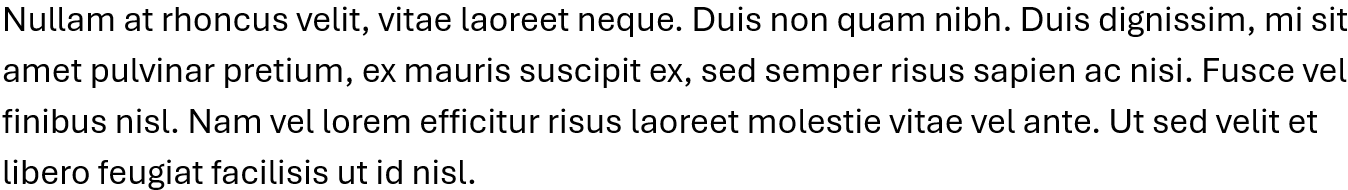 Nullam at rhoncus velit, vitae laoreet neque. Duis non quam nibh. Duis dignissim, mi sit
amet pulvinar pretium, ex mauris suscipit ex, sed semper risus sapien ac nisi. Fusce vel
finibus nisl. Nam vel lorem efficitur risus laoreet molestie vitae vel ante. Ut sed velit et
libero feugiat facilisis ut id nisl.